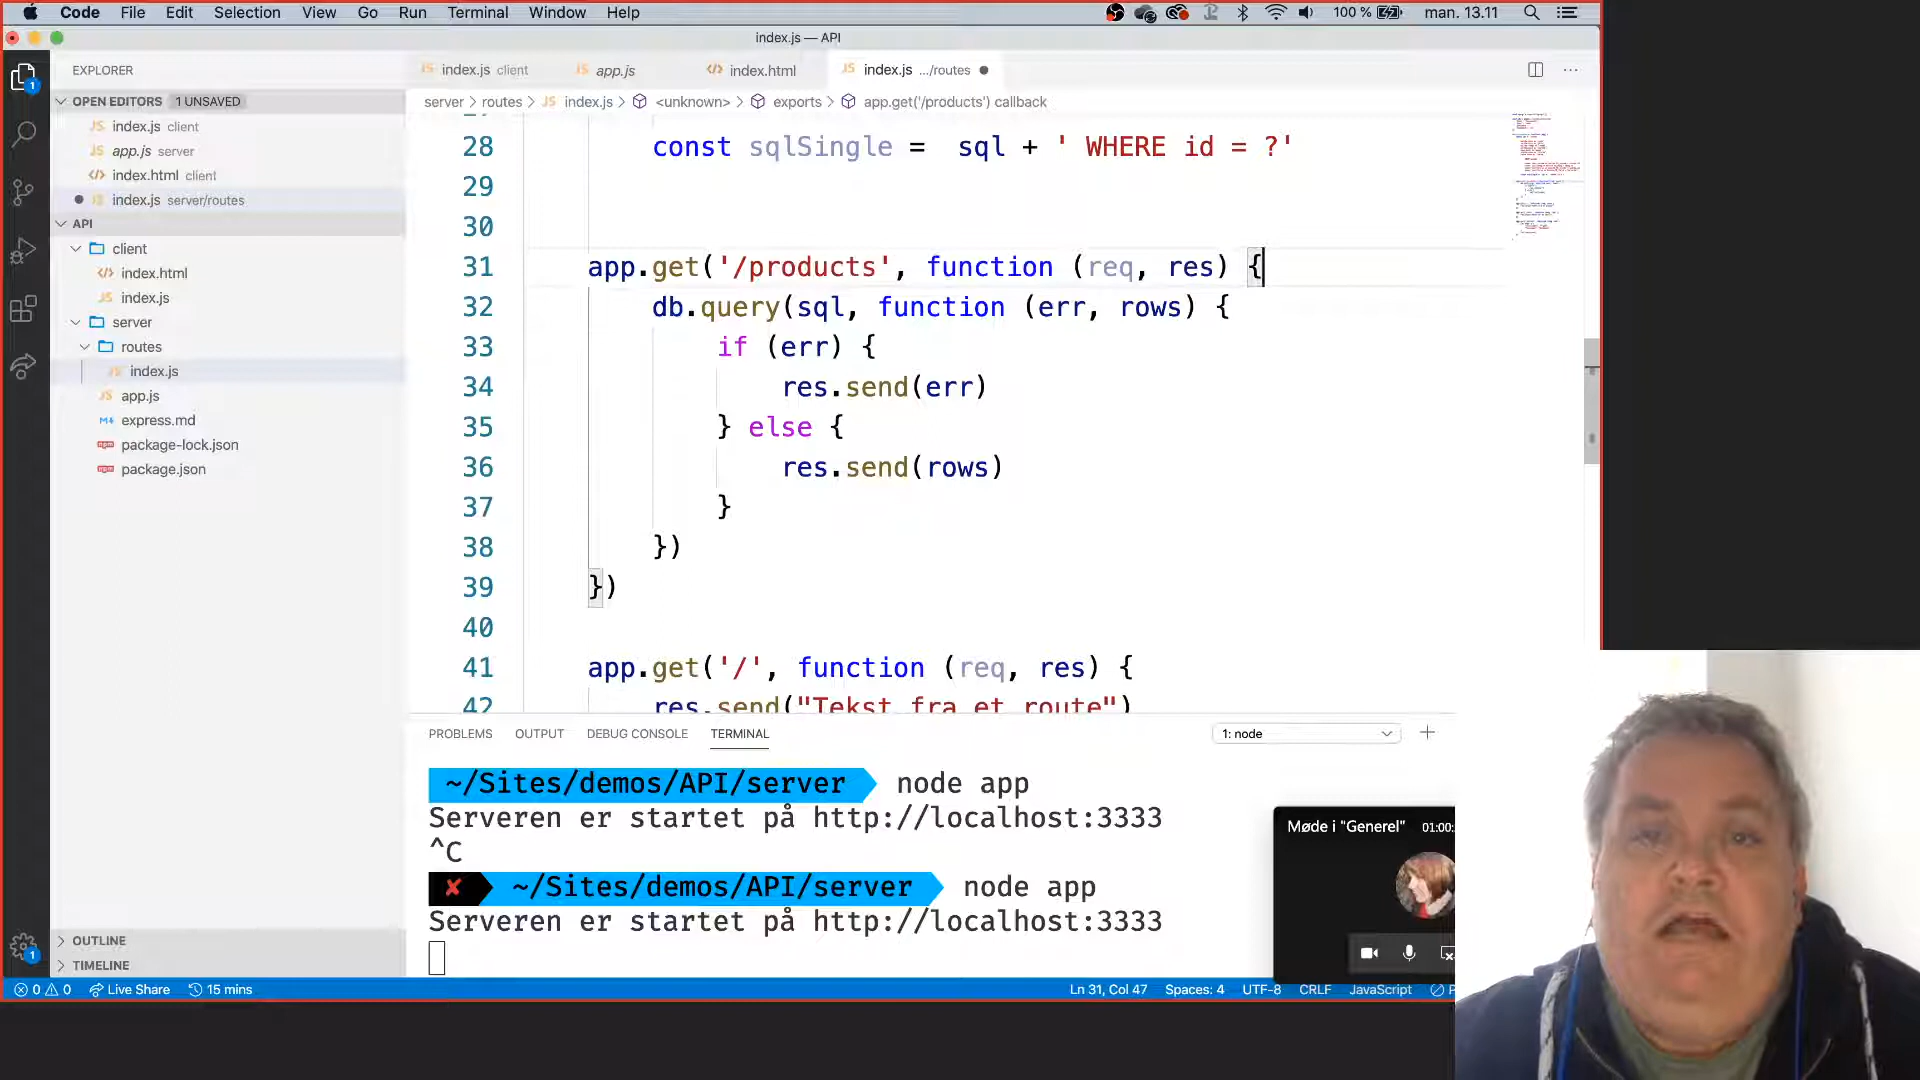 Code File Edit Selection View Go Run Terminal Window Help 100 % man. 13.11
index.js — API
EXPLORER
index.js client app.js index.html index.js .../routes
OPEN EDITORS 1 UNSAVED
server routes JS index.js <unknown> exports app.get('/products') callback
JS index.js client
JS app.js server
index.html client
index.js server/routes
API
client
index.html
JS index.js
server
routes
index.js
JS app.js
express.md
package-lock.json
package.json
28 const sqlSingle = sql + ' WHERE id = ?'
29
30
31 app.get('/products', function (req, res) {
32 db.query(sql, function (err, rows) {
33 if (err) {
34 res.send(err)
35 } else {
36 res.send(rows)
37 }
38 })
39 })
40
41 app.get('/', function (req, res) {
42 res.send("Tekst fra et route")
PROBLEMS OUTPUT DEBUG CONSOLE TERMINAL 1: node
~/Sites/demos/API/server node app
Serveren er startet på http://localhost:3333
^C
✘ ~/Sites/demos/API/server node app
Serveren er startet på http://localhost:3333
Møde i "Generel" 01:00:
OUTLINE
TIMELINE
0 0 Live Share 15 mins Ln 31, Col 47 Spaces: 4 UTF-8 CRLF JavaScript